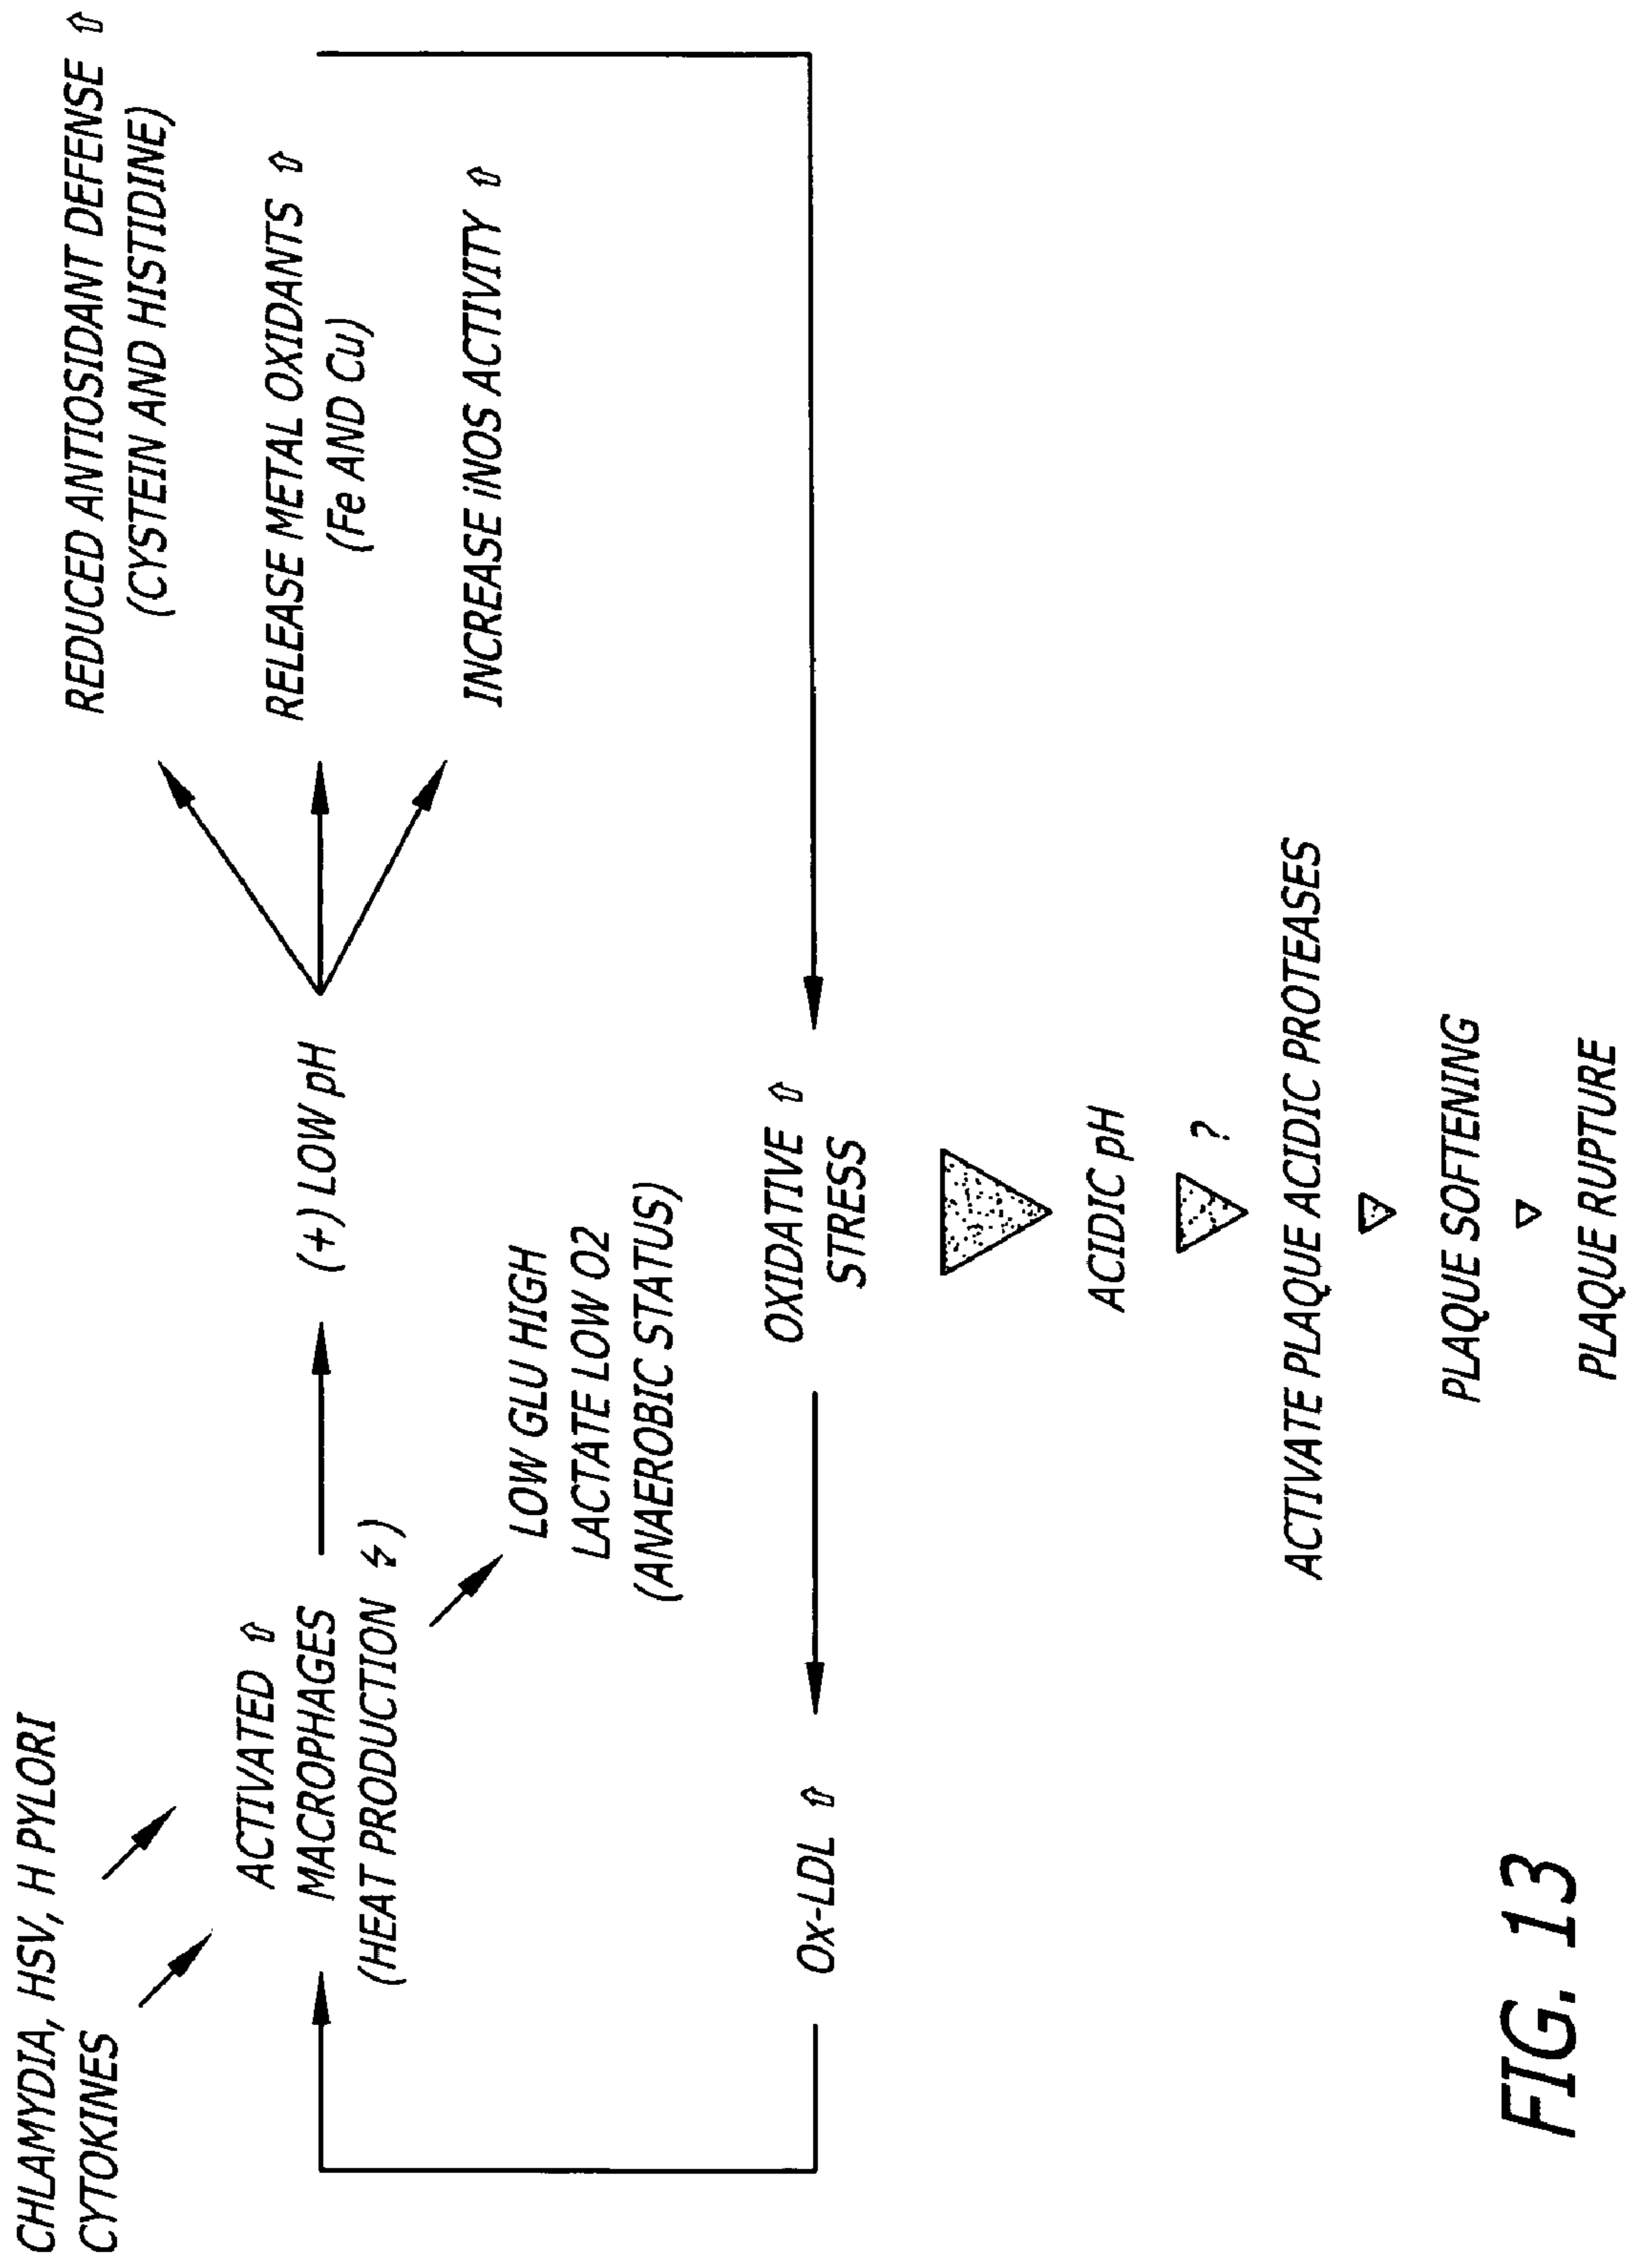 CHLAMYDIA, HSV, H PYLORI
CYTOKINES
ACTIVATED ⇧
MACROPHAGES
(HEAT PRODUCTION ↯)
(+) LOW pH
REDUCED ANTIOSIDANT DEFENSE ⇧
(CYSTEIN AND HISTIDINE)
RELEASE METAL OXIDANTS ⇧
(Fe AND Cu)
INCREASE iNOS ACTIVITY ⇧
LOW GLU HIGH
LACTATE LOW O2
(ANAEROBIC STATUS)
Ox-LDL ⇧
OXIDATIVE ⇧
STRESS
ACIDIC pH
?
ACTIVATE PLAQUE ACIDIC PROTEASES
PLAQUE SOFTENING
PLAQUE RUPTURE
FIG. 13